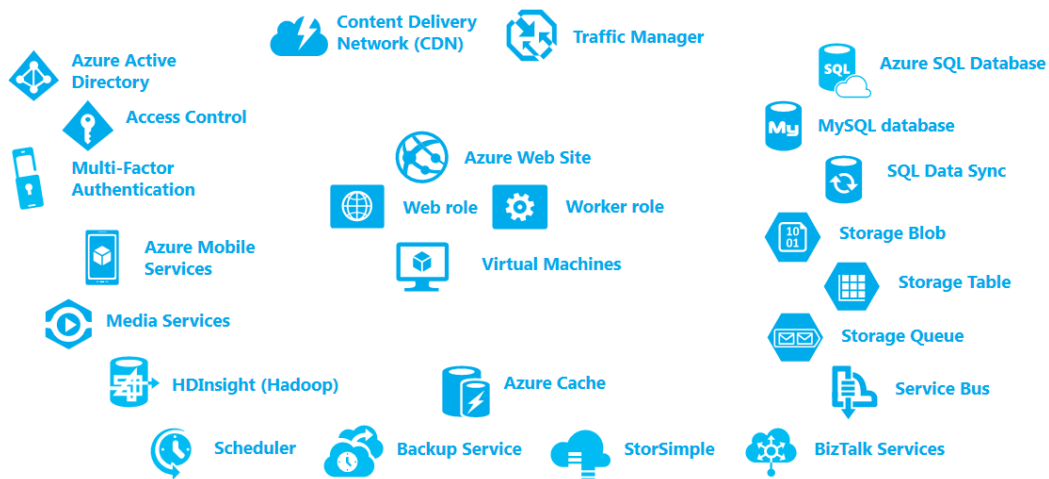 Content Delivery
Network (CDN)
Traffic Manager
Azure Active
Directory
Azure SQL Database
SQL
Access Control
MySQL database
My
Multi-Factor
Authentication
Azure Web Site
SQL Data Sync
Web role
Worker role
Azure Mobile
Services
Virtual Machines
Storage Blob
10
01
Storage Table
Media Services
Storage Queue
HDInsight (Hadoop)
Azure Cache
Service Bus
Scheduler
Backup Service
StorSimple
BizTalk Services